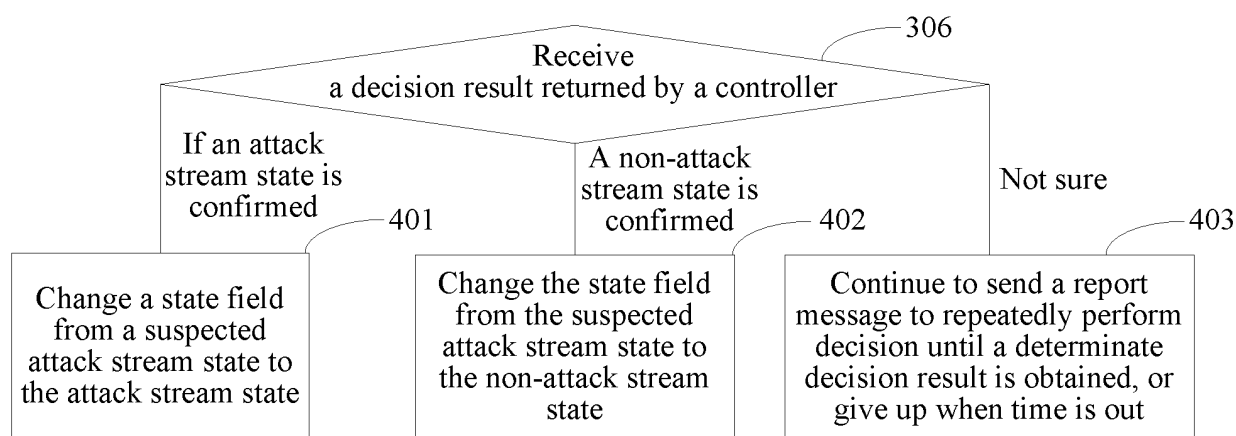 306
Receive
a decision result returned by a controller
If an attack
stream state is
confirmed
A non-attack
stream state is
confirmed
Not sure
401
402
403
Change a state field
from a suspected
attack stream state to
the attack stream state
Change the state field
from the suspected
attack stream state to
the non-attack stream
state
Continue to send a report
message to repeatedly perform
decision until a determinate
decision result is obtained, or
give up when time is out